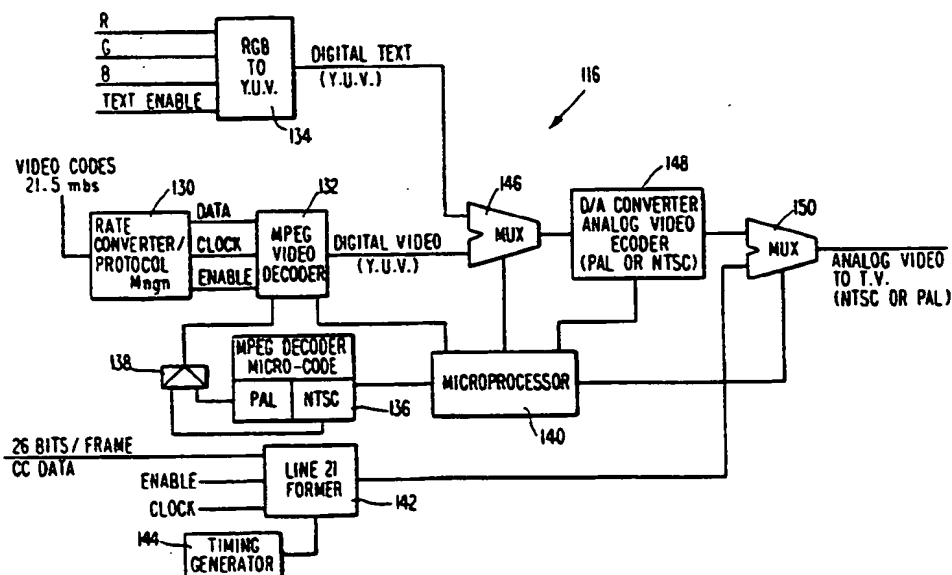 R
G
B
TEXT ENABLE
RGB
TO
Y.U.V.
134
DIGITAL TEXT
(Y.U.V.)
116
VIDEO CODES
21.5 mbs
130
RATE
CONVERTER/
PROTOCOL
Mngn
DATA
CLOCK
ENABLE
132
MPEG
VIDEO
DECODER
DIGITAL VIDEO
(Y.U.V.)
146
MUX
148
D/A CONVERTER
ANALOG VIDEO
ECODER
(PAL OR NTSC)
150
MUX
ANALOG VIDEO
TO T.V.
(NTSC OR PAL)
138
MPEG DECODER
MICRO-CODE
PAL
NTSC
136
MICROPROCESSOR
140
26 BITS/FRAME
CC DATA
ENABLE
CLOCK
LINE 21
FORMER
142
144
TIMING
GENERATOR